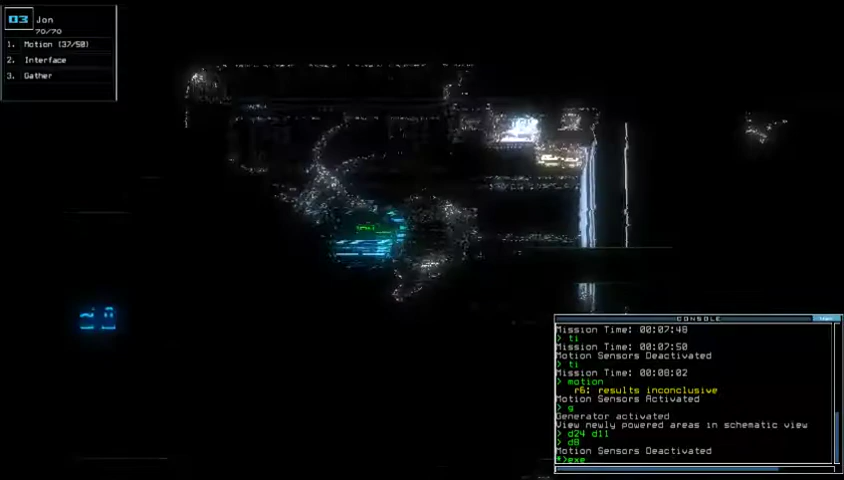 03 Jon
70/70
1. Motion (37/50)
2. Interface
3. Gather
CONSOLE
Mission Time: 00:07:48
> ti
Mission Time: 00:07:50
Motion Sensors Deactivated
> ti
Mission Time: 00:08:02
> motion
r6: results inconclusive
Motion Sensors Activated
> g
Generator activated
View newly powered areas in schematic view
> d24 d11
> d9
Motion Sensors Deactivated
>exe